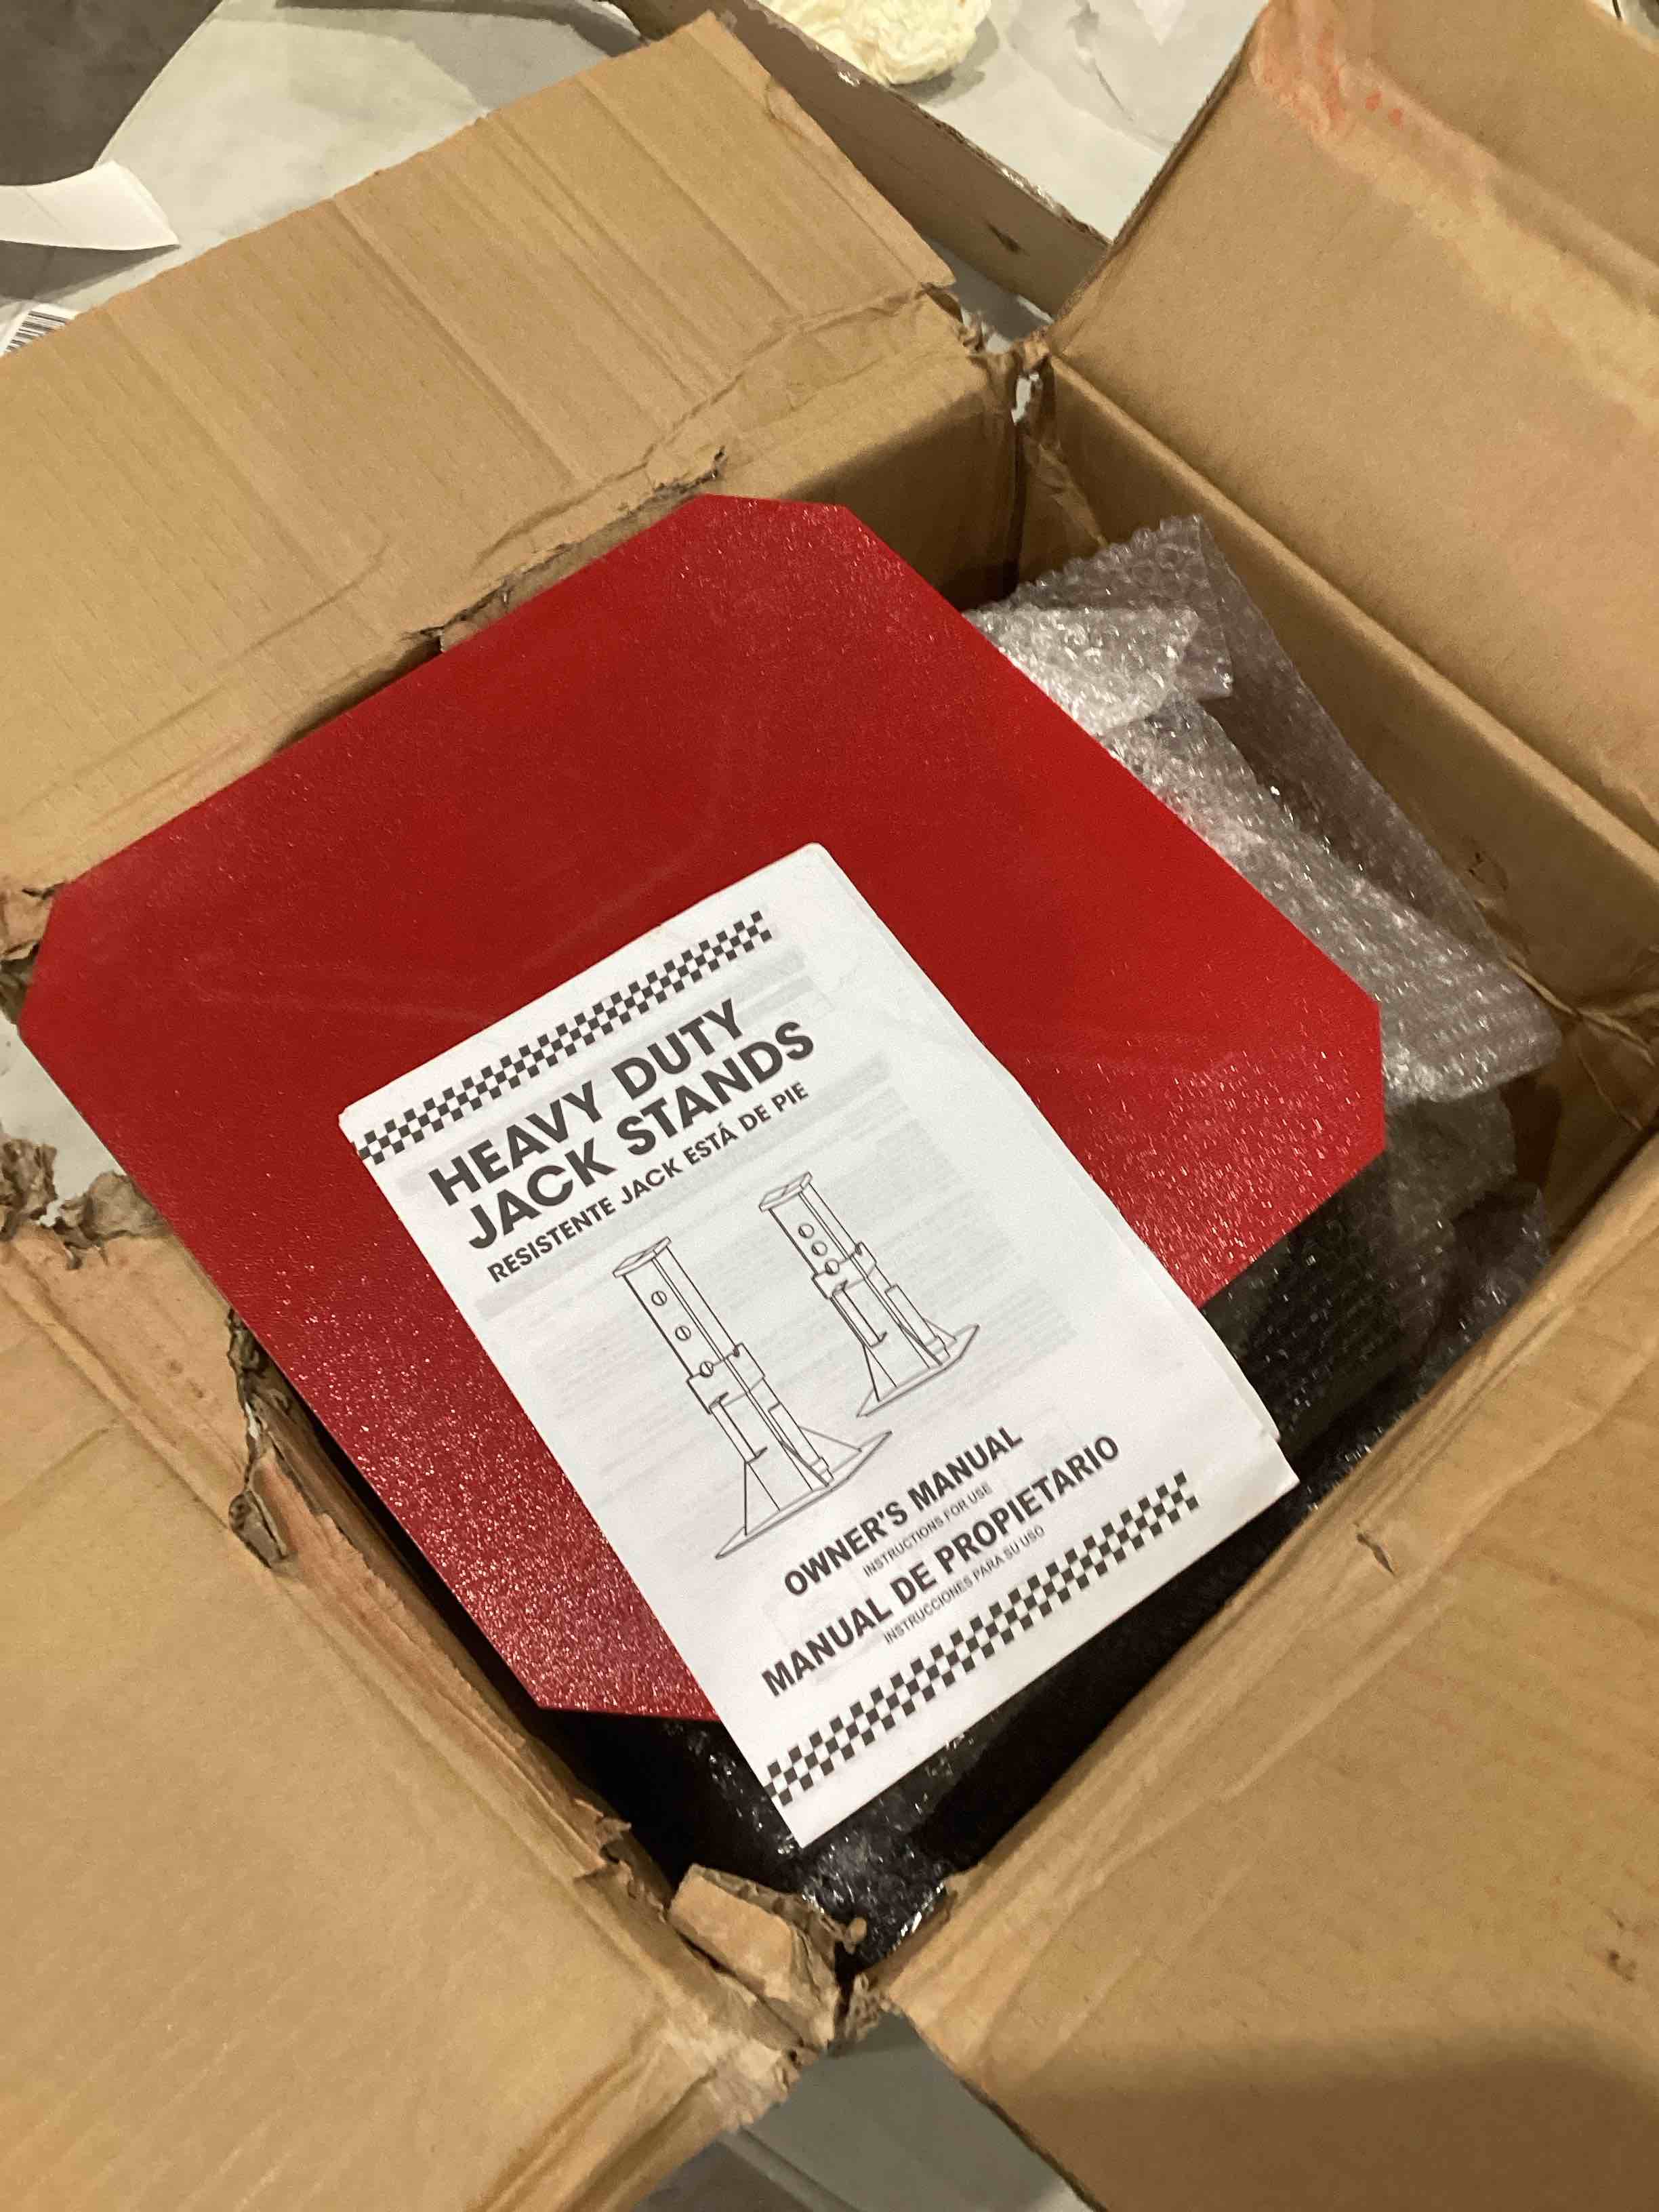 HEAVY DUTY
JACK STANDS
RESISTENTE JACK ESTÁ DE PIE
OWNER'S MANUAL
INSTRUCTIONS FOR USE
MANUAL DE PROPIETARIO
INSTRUCCIONES PARA SU USO